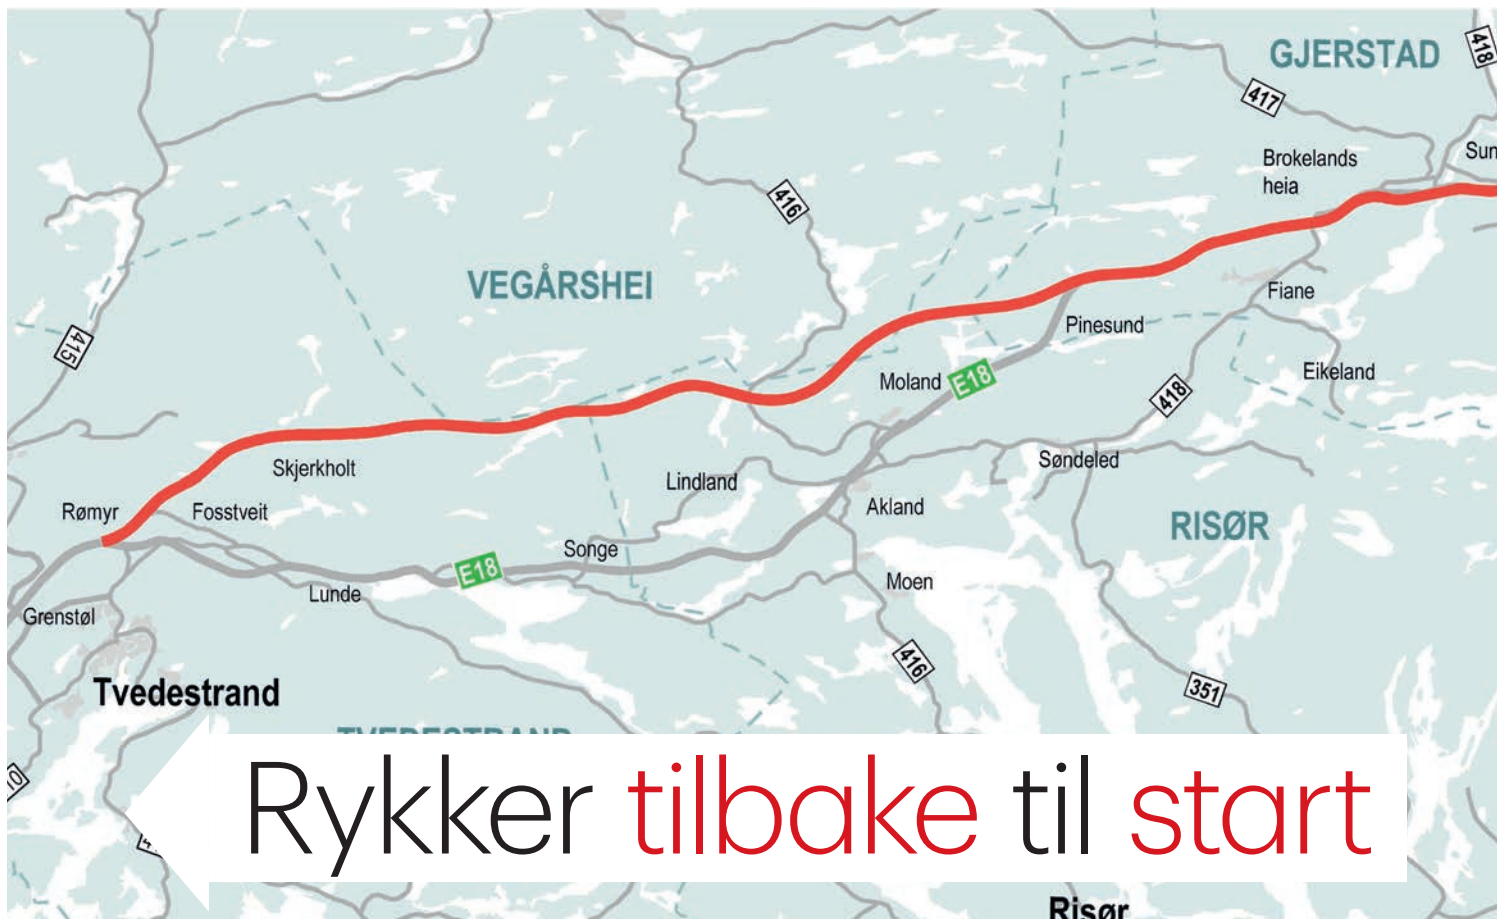 GJERSTAD
418
417
Brokelands
heia
416
VEGÅRSHEI
Fiane
Pinesund
415
Eikeland
Moland
E18
418
Skjerkholt
Søndeled
Lindland
Rømyr
Fosstveit
Akland
RISØR
Songe
E18
Lunde
Moen
Grenstøl
416
351
Tvedestrand
TVEDESTRAND
Rykker tilbake til start
Risør